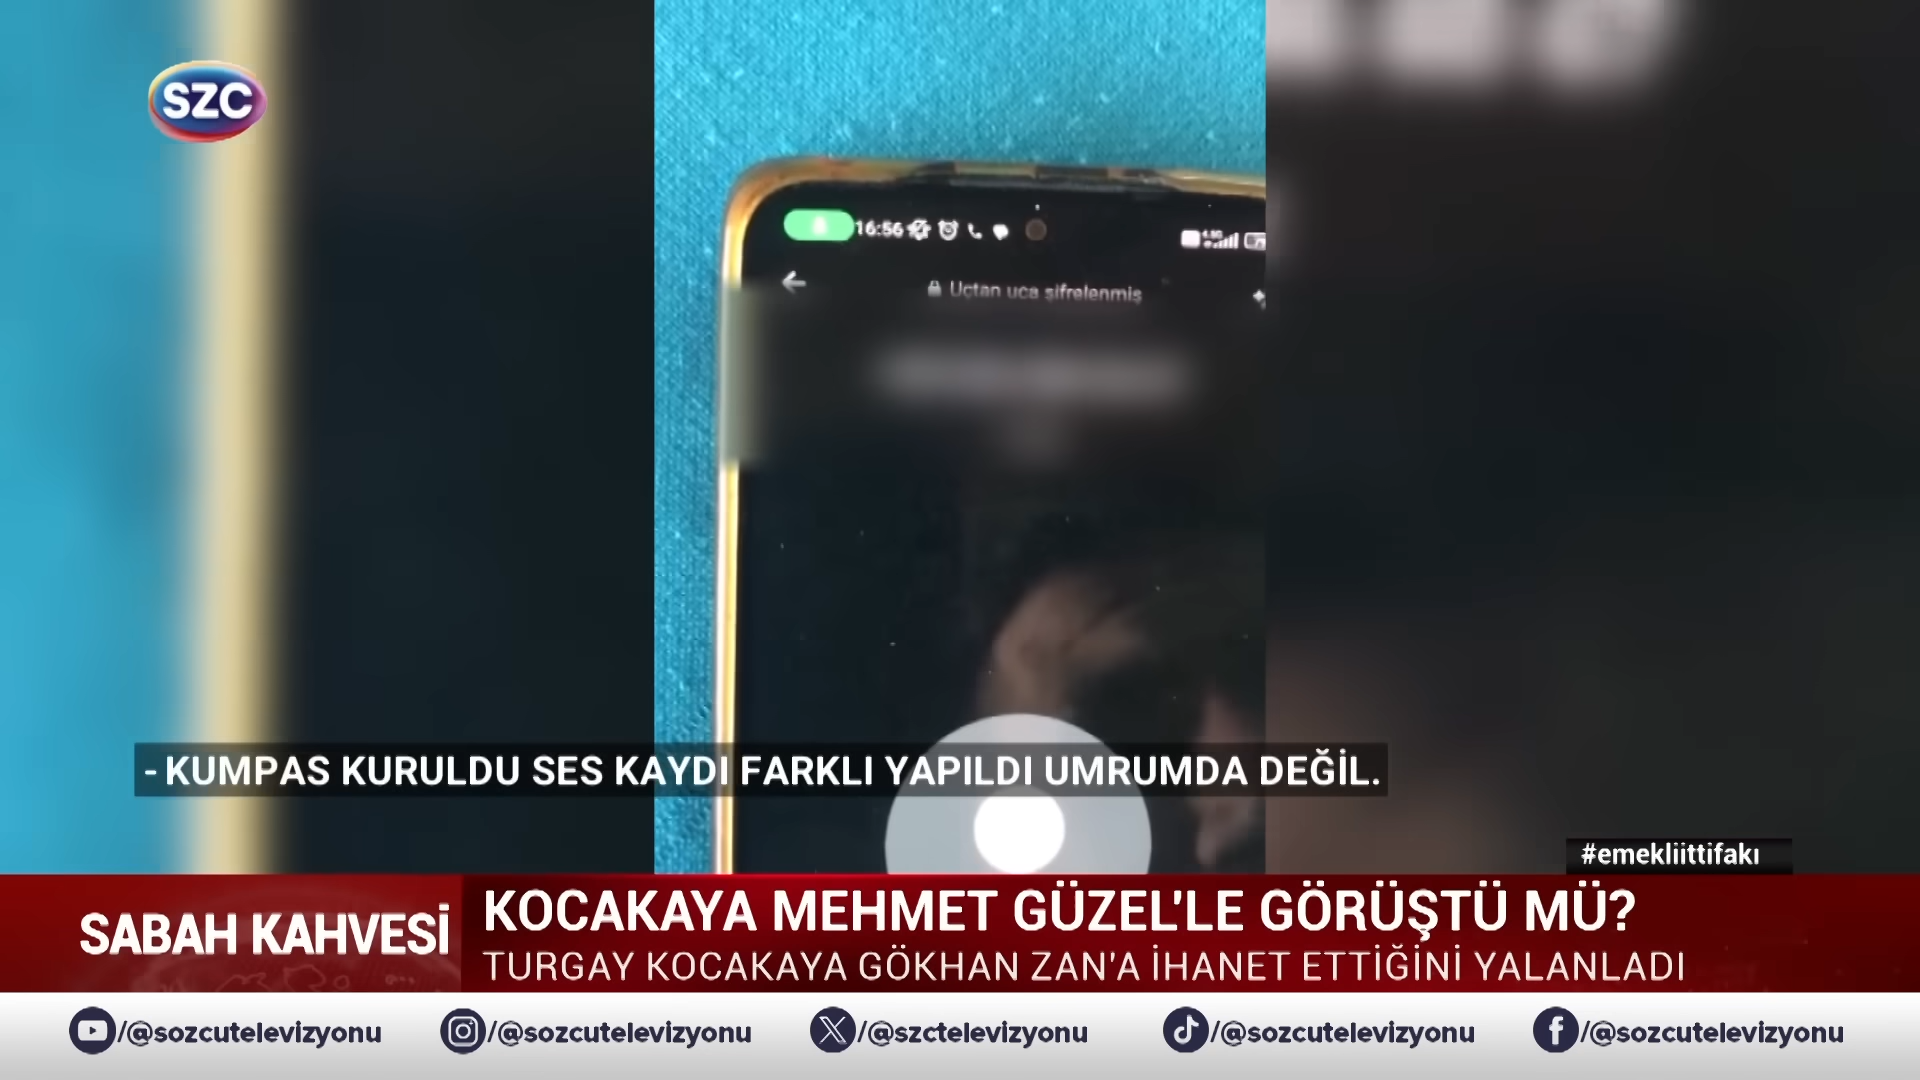 SZC
16:56
Uçtan uca şifrelenmiş
- KUMPAS KURULDU SES KAYDI FARKLI YAPILDI UMRUMDA DEĞİL.
#emekliittifakı
SABAH KAHVESİ
KOCAKAYA MEHMET GÜZEL'LE GÖRÜŞTÜ MÜ?
TURGAY KOCAKAYA GÖKHAN ZAN'A İHANET ETTİĞİNİ YALANLADI
/@sozcutelevizyonu /@sozcutelevizyonu /@szctelevizyonu /@sozcutelevizyonu /@sozcutelevizyonu